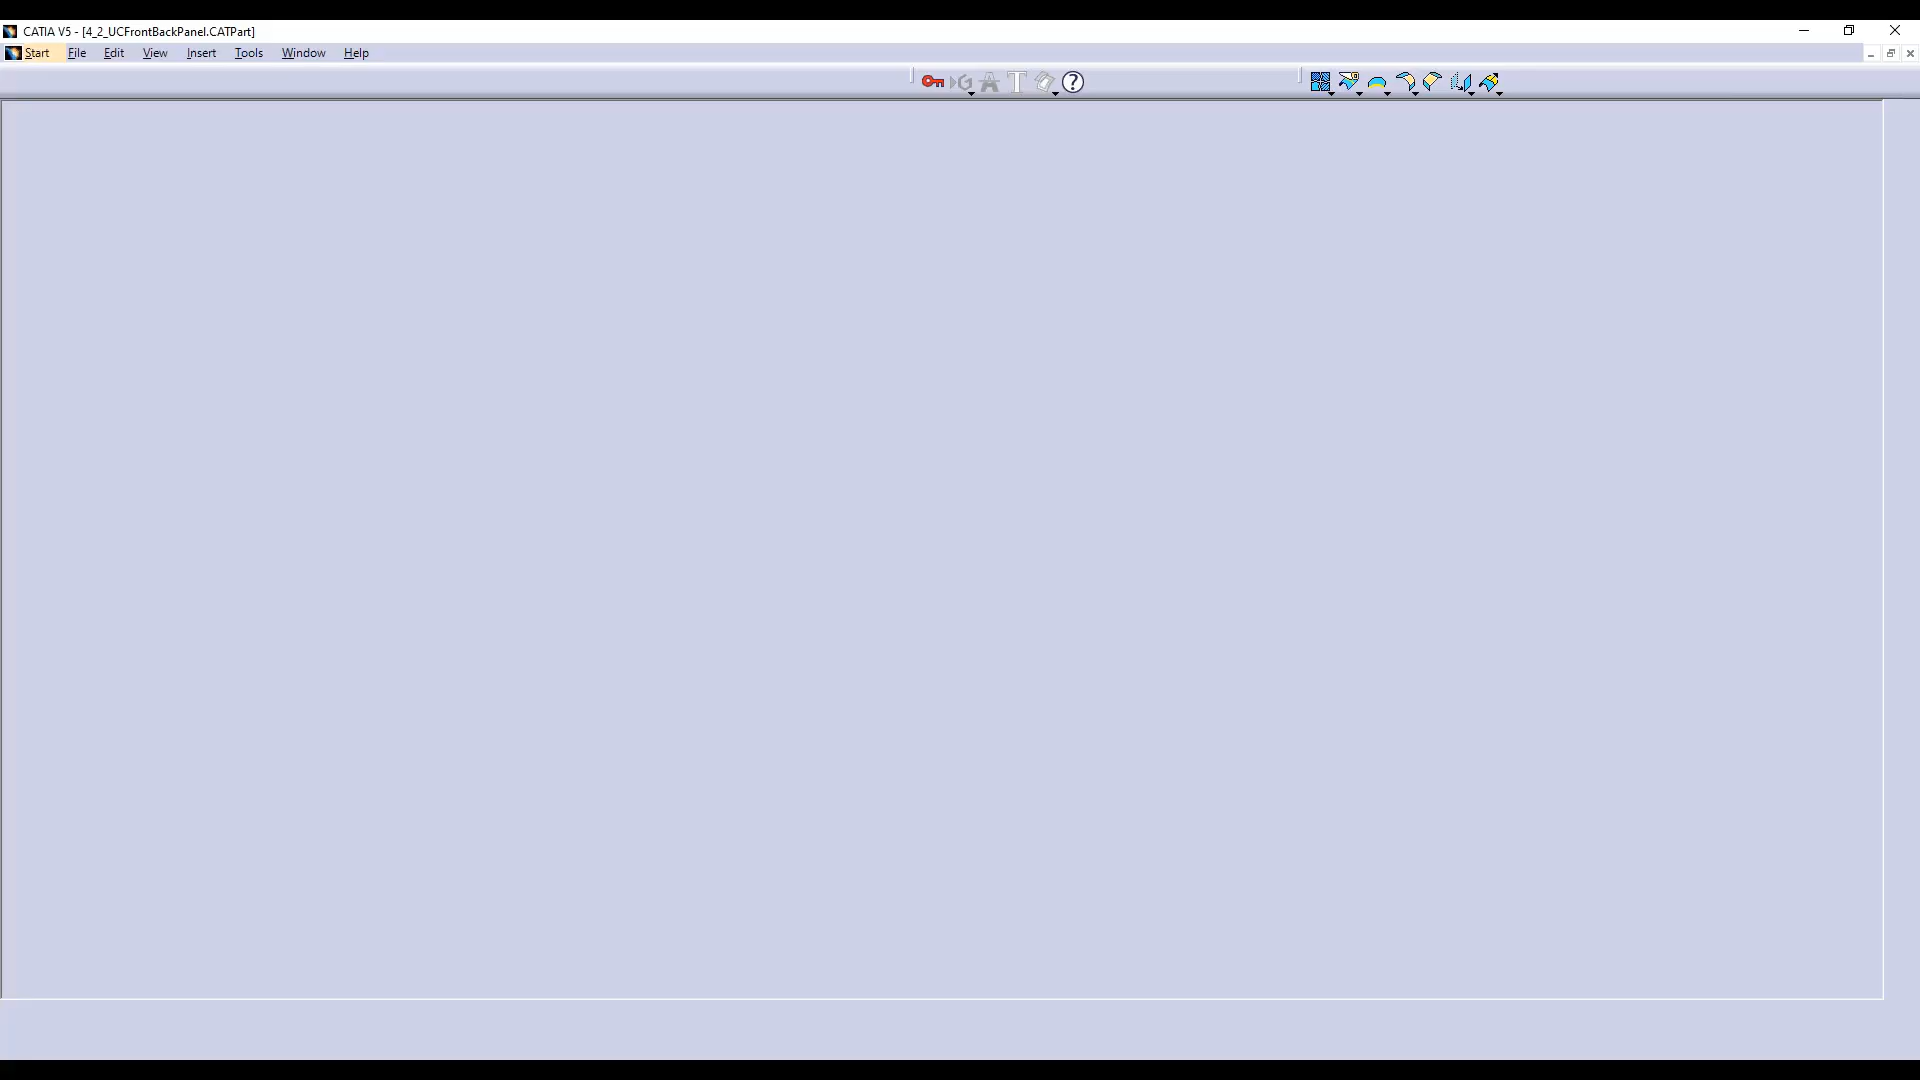 CATIA V5 - [4_2_UCFrontBackPanel.CATPart]
Start File Edit View Insert Tools Window Help